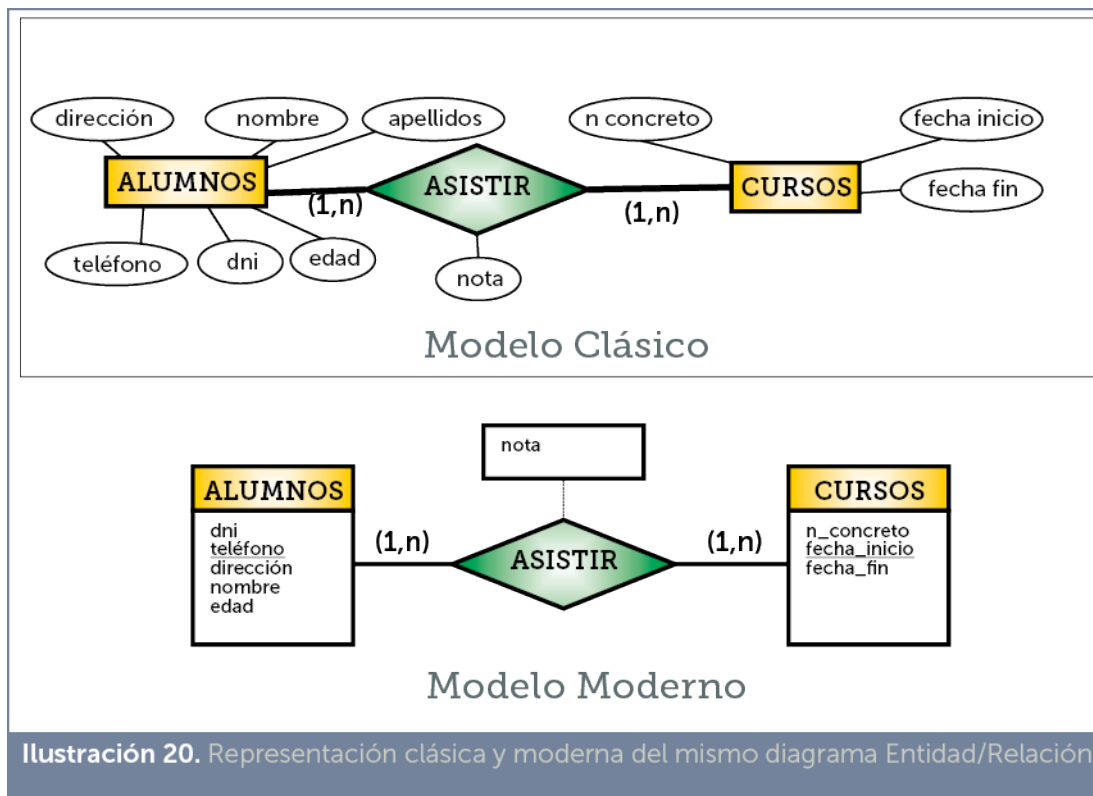 dirección
nombre
apellidos
n concreto
fecha inicio
ALUMNOS
ASISTIR
CURSOS
fecha fin
(1,n)
(1,n)
teléfono
dni
edad
nota
Modelo Clásico
nota
ALUMNOS
dni
teléfono
dirección
nombre
edad
(1,n)
ASISTIR
(1,n)
CURSOS
n_concreto
fecha_inicio
fecha_fin
Modelo Moderno
Ilustración 20. Representación clásica y moderna del mismo diagrama Entidad/Relación